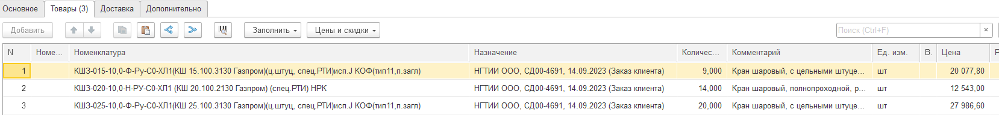 Основное Товары (3) Доставка Дополнительно
Добавить Заполнить Цены и скидки Поиск (Ctrl+F) ×
N Номе... Номенклатура Назначение Количес... Комментарий Ед. изм. В. Цена
1 КШЗ-015-10,0-Ф-Ру-С0-ХЛ1(КШ 15.100.3130 Газпром)(ц.штуц, спец.РТИ)исп.J КОФ(тип11,п.загл) НГТИИ ООО, СД00-4691, 14.09.2023 (Заказ клиента) 9,000 Кран шаровый, с цельными штуце... шт 20 077,80
2 КШЗ-020-10,0-Н-РУ-С0-ХЛ1 (КШ 20.100.2130 Газпром) (спец.РТИ) НРК НГТИИ ООО, СД00-4691, 14.09.2023 (Заказ клиента) 14,000 Кран шаровый, полнопроходной, р... шт 12 543,00
3 КШЗ-025-10,0-Ф-Ру-С0-ХЛ1(КШ 25.100.3130 Газпром)(ц.штуц, спец.РТИ)исп.J КОФ(тип11,п.загл) НГТИИ ООО, СД00-4691, 14.09.2023 (Заказ клиента) 20,000 Кран шаровый, с цельными штуце... шт 27 986,60